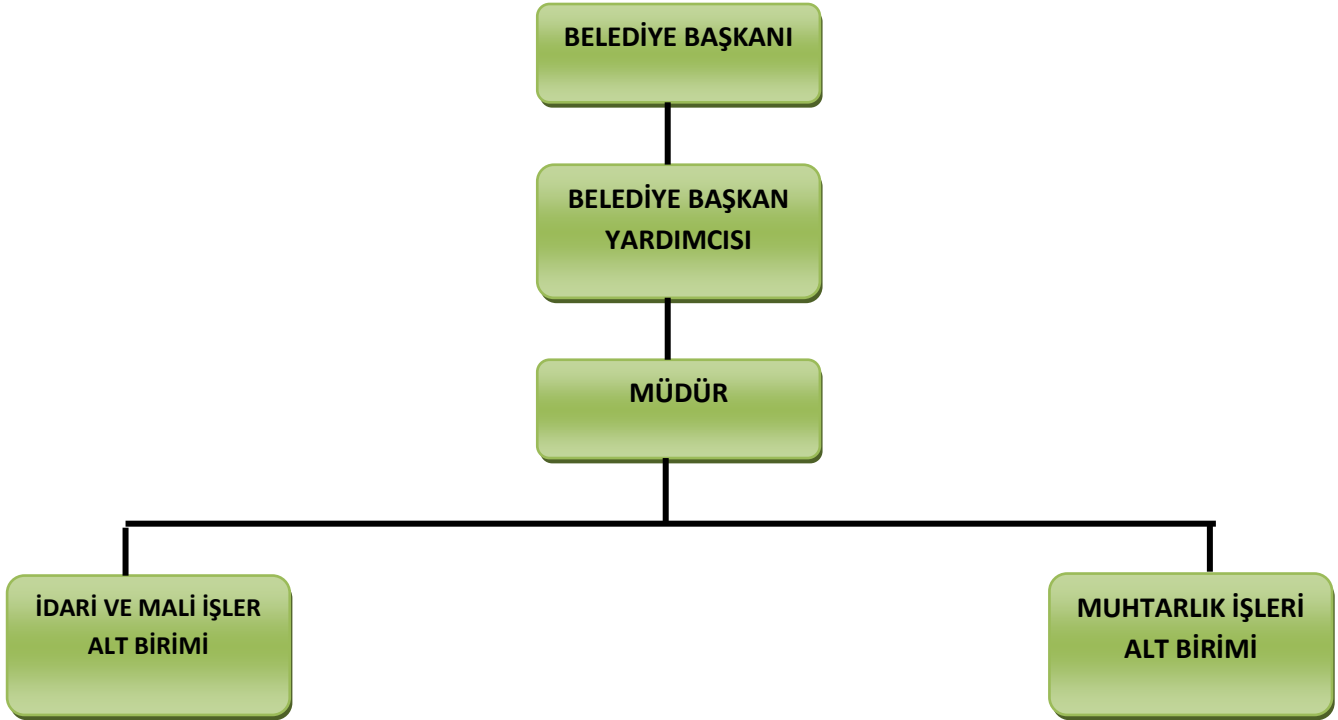 BELEDİYE BAŞKANI
BELEDİYE BAŞKAN
YARDIMCISI
MÜDÜR
İDARİ VE MALİ İŞLER
ALT BİRİMİ
MUHTARLIK İŞLERİ
ALT BİRİMİ